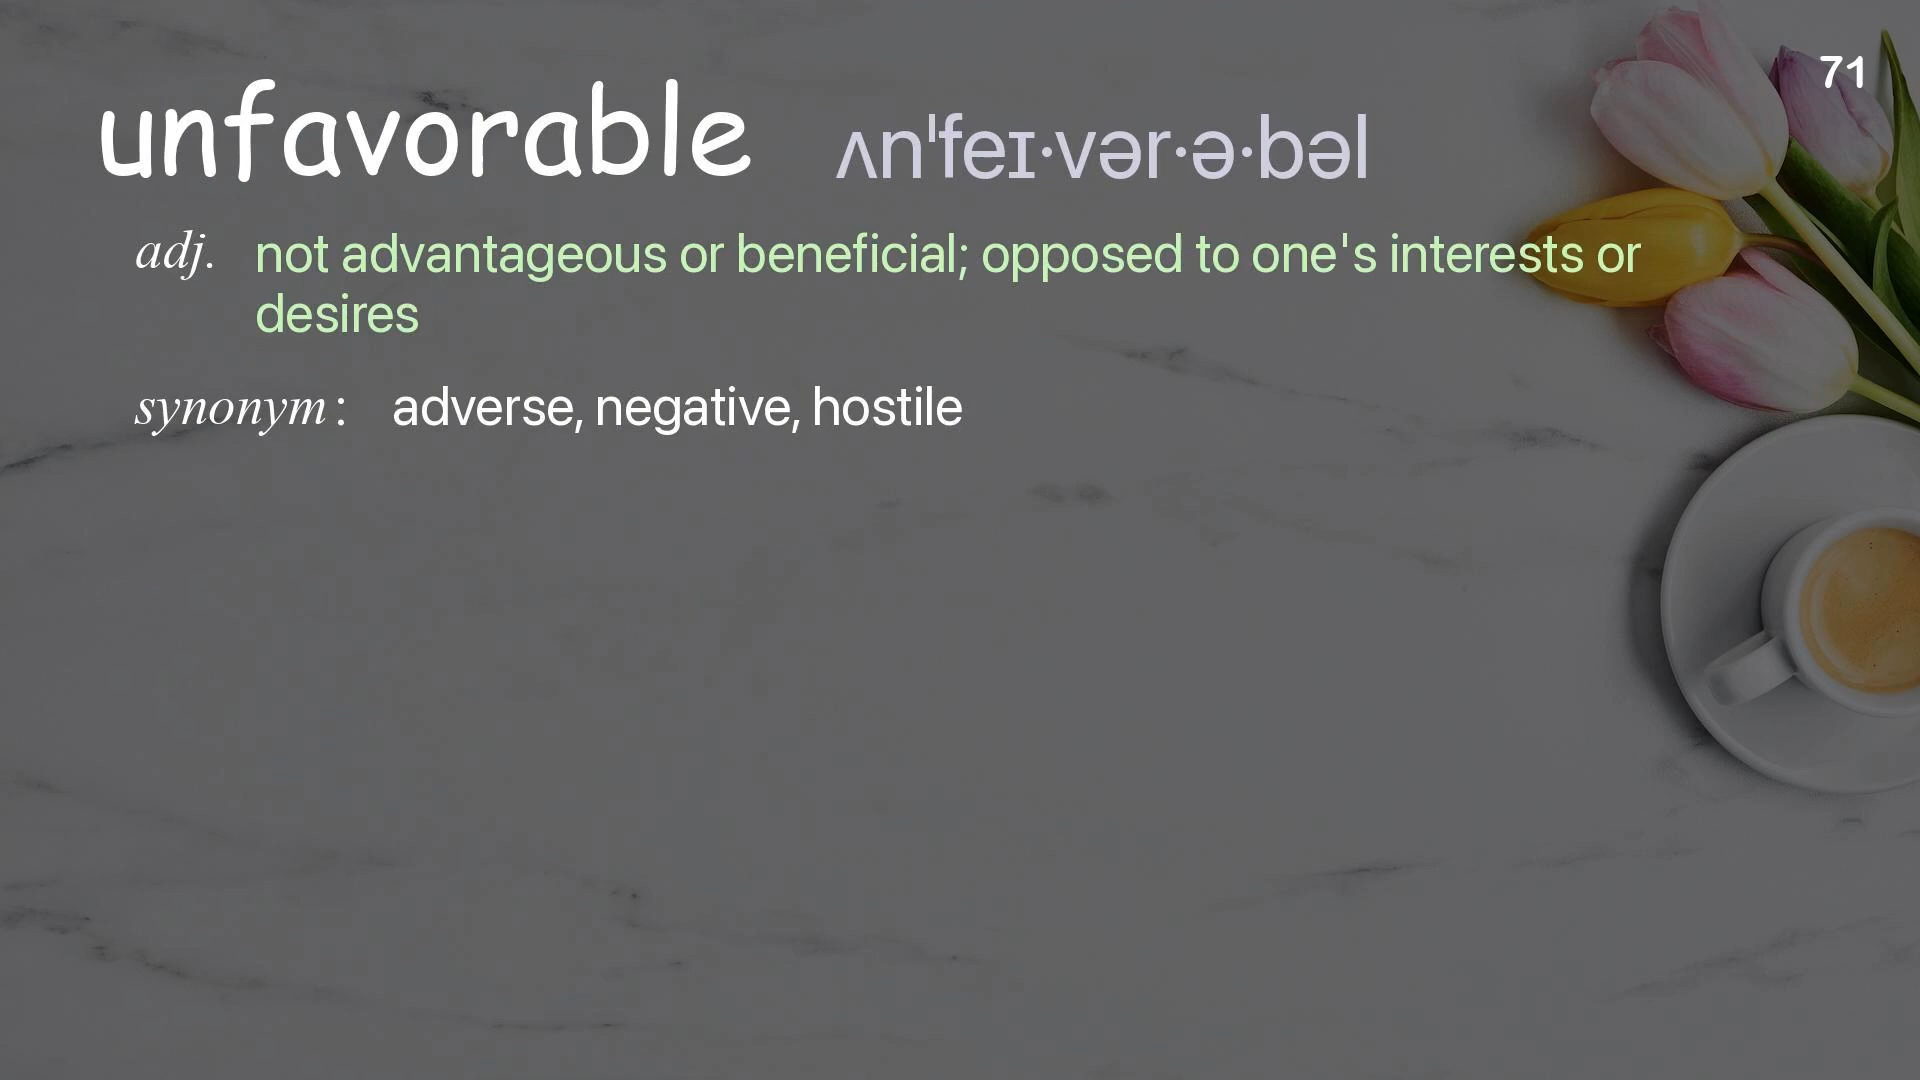 71
unfavorable ʌnˈfeɪ·vər·ə·bəl
adj. not advantageous or beneficial; opposed to one's interests or
desires
synonym: adverse, negative, hostile